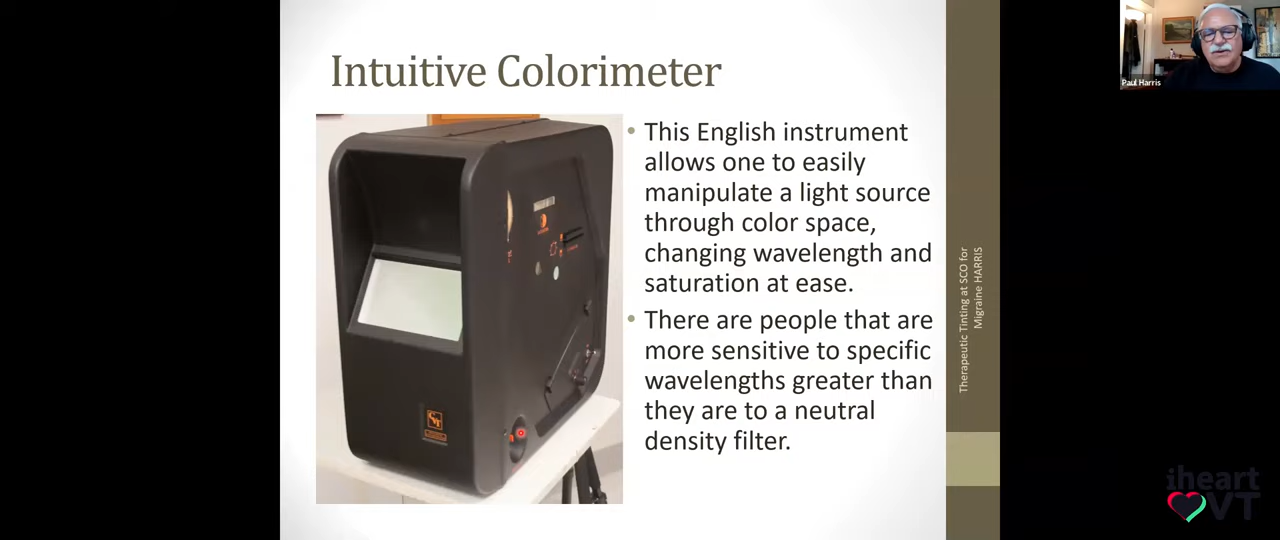 Intuitive Colorimeter
• This English instrument
allows one to easily
manipulate a light source
through color space,
changing wavelength and
saturation at ease.
• There are people that are
more sensitive to specific
wavelengths greater than
they are to a neutral
density filter.
Therapeutic Tinting at SCO for
Migraine HARRIS
Paul Harris
iheart
VT